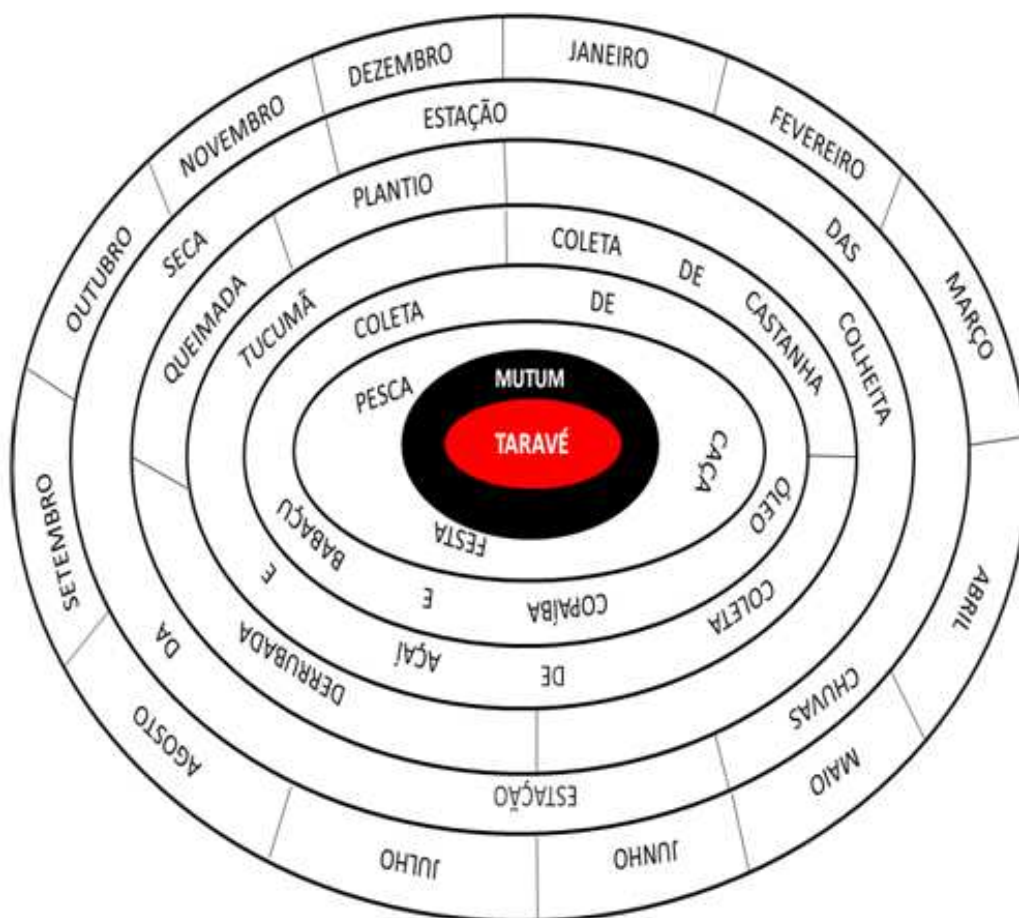 JANEIRO
FEVEREIRO
MARÇO
ABRIL
MAIO
JUNHO
JULHO
AGOSTO
SETEMBRO
OUTUBRO
NOVEMBRO
DEZEMBRO
ESTAÇÃO DAS CHUVAS
ESTAÇÃO DA SECA
PLANTIO
COLHEITA
DERRUBADA
QUEIMADA
COLETA DE CASTANHA
COLETA DE AÇAÍ E TUCUMÃ
COLETA DE ÓLEO COPAÍBA E BABAÇU
PESCA
CAÇA
FESTA
MUTUM
TARAVÉ